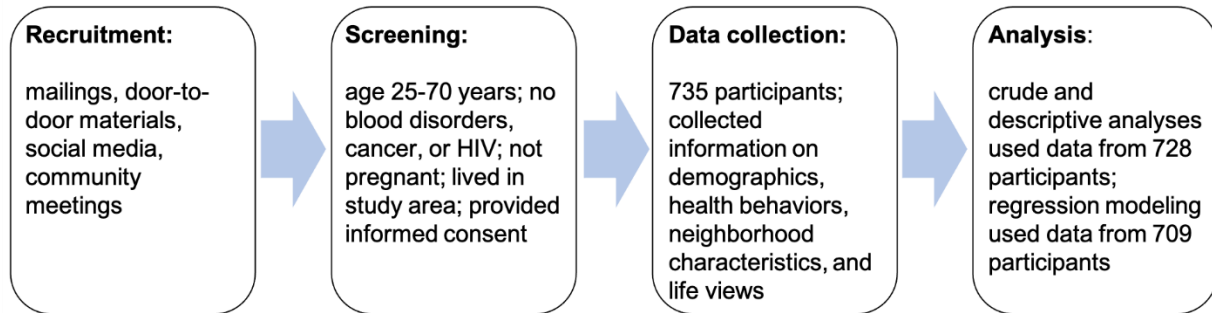 Recruitment:
mailings, door-to-
door materials,
social media,
community
meetings
Screening:
age 25-70 years; no
blood disorders,
cancer, or HIV; not
pregnant; lived in
study area; provided
informed consent
Data collection:
735 participants;
collected
information on
demographics,
health behaviors,
neighborhood
characteristics, and
life views
Analysis:
crude and
descriptive analyses
used data from 728
participants;
regression modeling
used data from 709
participants